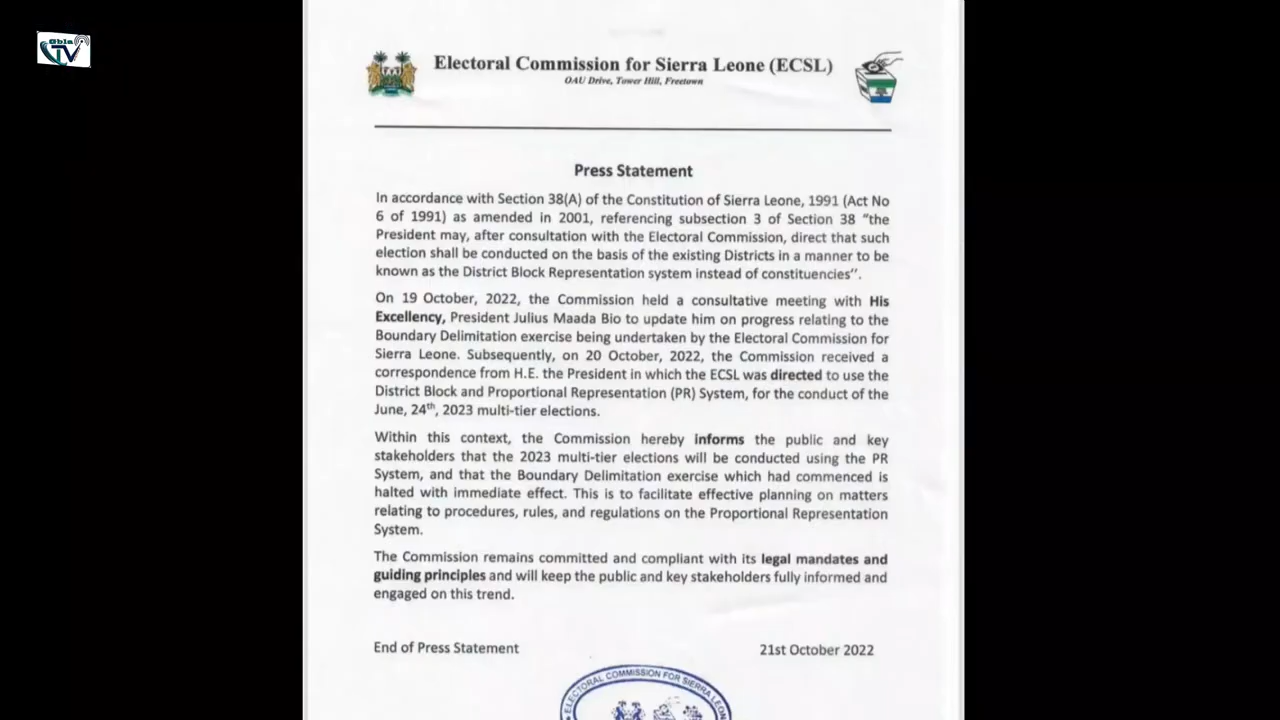 Obla
TV
Electoral Commission for Sierra Leone (ECSL)
OAU Drive, Tower Hill, Freetown
Press Statement
In accordance with Section 38(A) of the Constitution of Sierra Leone, 1991 (Act No
6 of 1991) as amended in 2001, referencing subsection 3 of Section 38 “the
President may, after consultation with the Electoral Commission, direct that such
election shall be conducted on the basis of the existing Districts in a manner to be
known as the District Block Representation system instead of constituencies”.
On 19 October, 2022, the Commission held a consultative meeting with His
Excellency, President Julius Maada Bio to update him on progress relating to the
Boundary Delimitation exercise being undertaken by the Electoral Commission for
Sierra Leone. Subsequently, on 20 October, 2022, the Commission received a
correspondence from H.E. the President in which the ECSL was directed to use the
District Block and Proportional Representation (PR) System, for the conduct of the
June, 24th, 2023 multi-tier elections.
Within this context, the Commission hereby informs the public and key
stakeholders that the 2023 multi-tier elections will be conducted using the PR
System, and that the Boundary Delimitation exercise which had commenced is
halted with immediate effect. This is to facilitate effective planning on matters
relating to procedures, rules, and regulations on the Proportional Representation
System.
The Commission remains committed and compliant with its legal mandates and
guiding principles and will keep the public and key stakeholders fully informed and
engaged on this trend.
End of Press Statement 21st October 2022
ELECTORAL COMMISSION FOR SIERRA LEON